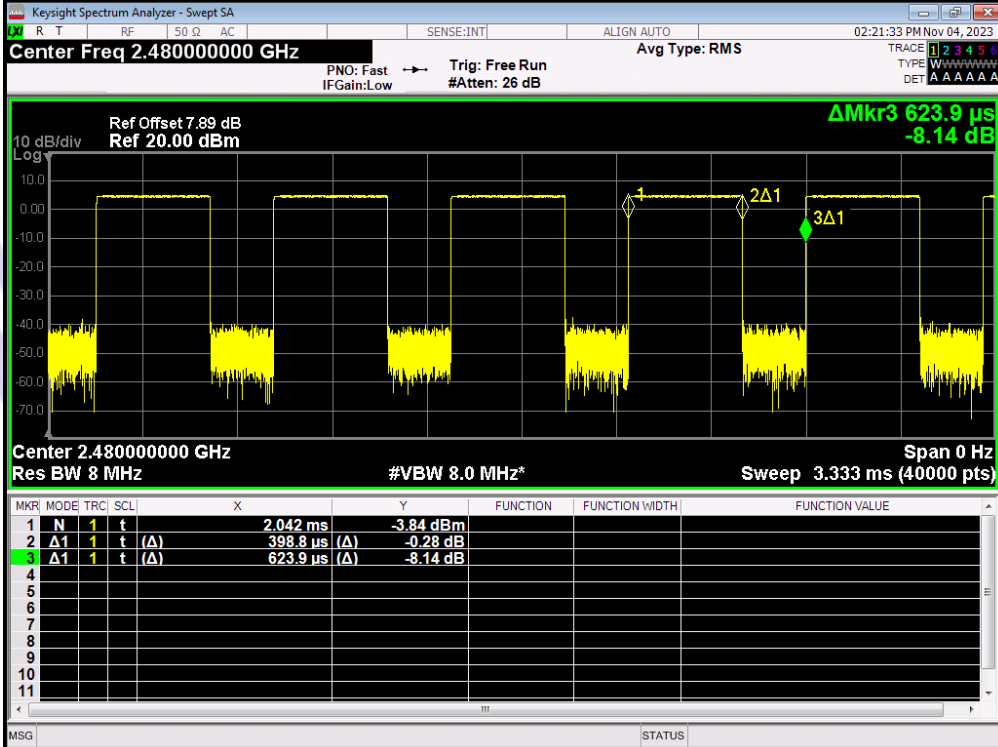 Keysight Spectrum Analyzer - Swept SA
LXI R T RF 50 Ω AC SENSE:INT ALIGN AUTO 02:21:33 PM Nov 04, 2023
Center Freq 2.480000000 GHz Avg Type: RMS TRACE 1 2 3 4 5 6
PNO: Fast Trig: Free Run TYPE WWWWWW
IFGain:Low #Atten: 26 dB DET A A A A A A
ΔMkr3 623.9 µs
Ref Offset 7.89 dB
10 dB/div Ref 20.00 dBm -8.14 dB
Log
10.0
1 2Δ1
0.00
3Δ1
-10.0
-20.0
-30.0
-40.0
-50.0
-60.0
-70.0
Center 2.480000000 GHz Span 0 Hz
Res BW 8 MHz #VBW 8.0 MHz* Sweep 3.333 ms (40000 pts)
MKR MODE TRC SCL X Y FUNCTION FUNCTION WIDTH FUNCTION VALUE
1 N 1 t 2.042 ms -3.84 dBm
2 Δ1 1 t (Δ) 398.8 µs (Δ) -0.28 dB
3 Δ1 1 t (Δ) 623.9 µs (Δ) -8.14 dB
4
5
6
7
8
9
10
11
MSG STATUS